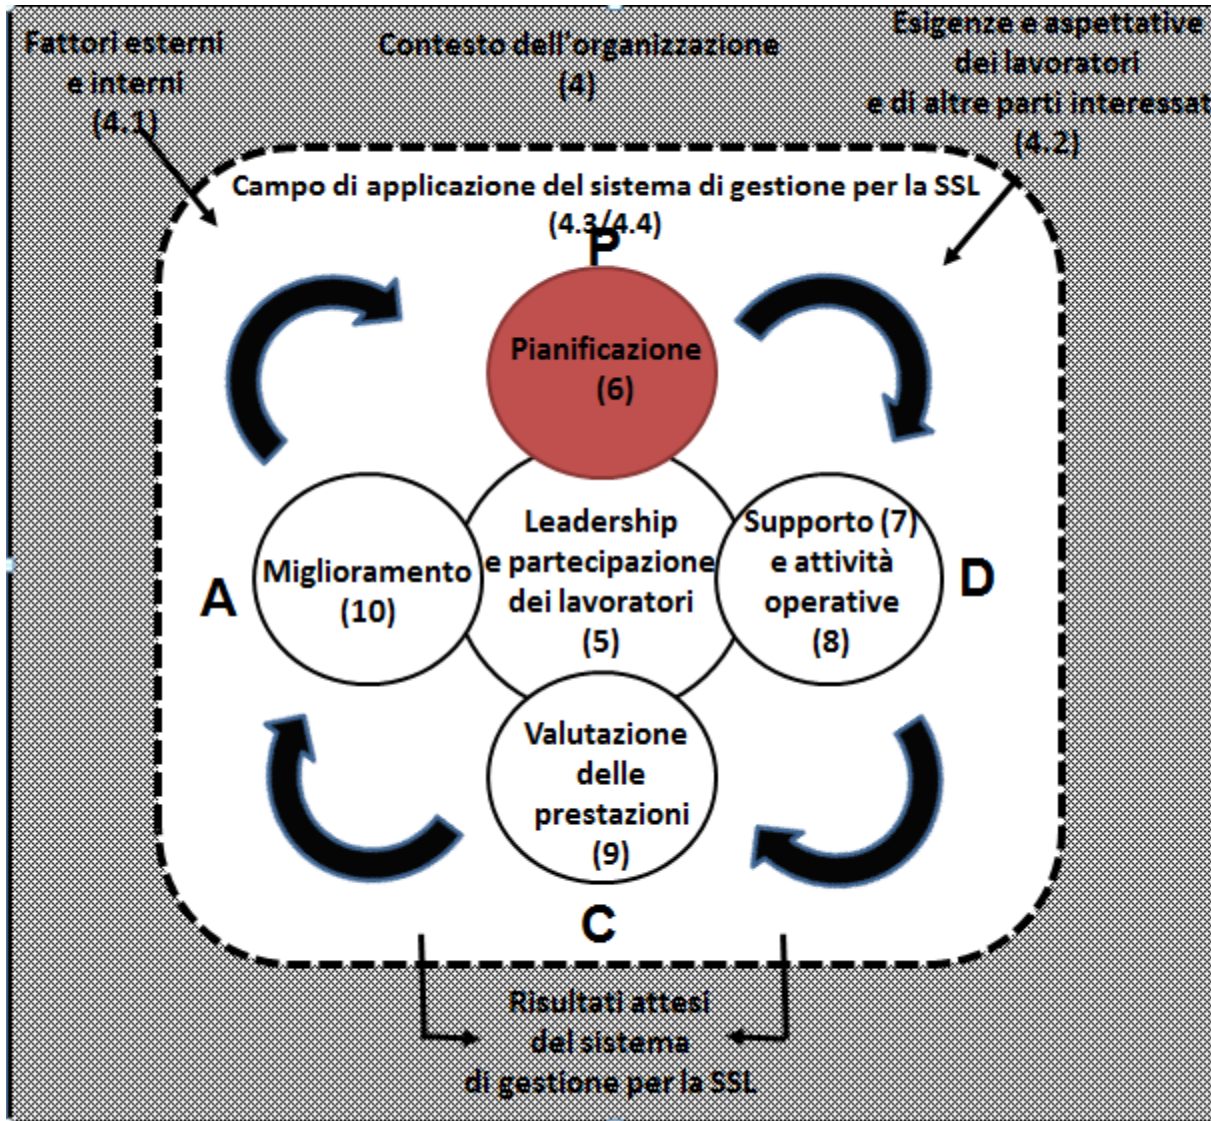 Fattori esterni
e interni
(4.1)
Contesto dell'organizzazione
(4)
Esigenze e aspettative
dei lavoratori
e di altre parti interessat
(4.2)
Campo di applicazione del sistema di gestione per la SSL
(4.3/4.4)
P
Pianificazione
(6)
Leadership
e partecipazione
dei lavoratori
(5)
Supporto (7)
e attività
operative
(8)
D
A
Miglioramento
(10)
Valutazione
delle
prestazioni
(9)
C
Risultati attesi
del sistema
di gestione per la SSL